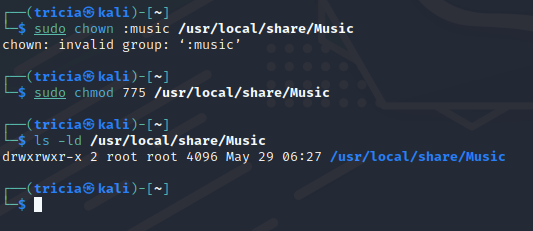 ┌──(tricia㉿kali)-[~]
└─$ sudo chown :music /usr/local/share/Music
chown: invalid group: ‘:music’
┌──(tricia㉿kali)-[~]
└─$ sudo chmod 775 /usr/local/share/Music
┌──(tricia㉿kali)-[~]
└─$ ls -ld /usr/local/share/Music
drwxrwxr-x 2 root root 4096 May 29 06:27 /usr/local/share/Music
┌──(tricia㉿kali)-[~]
└─$